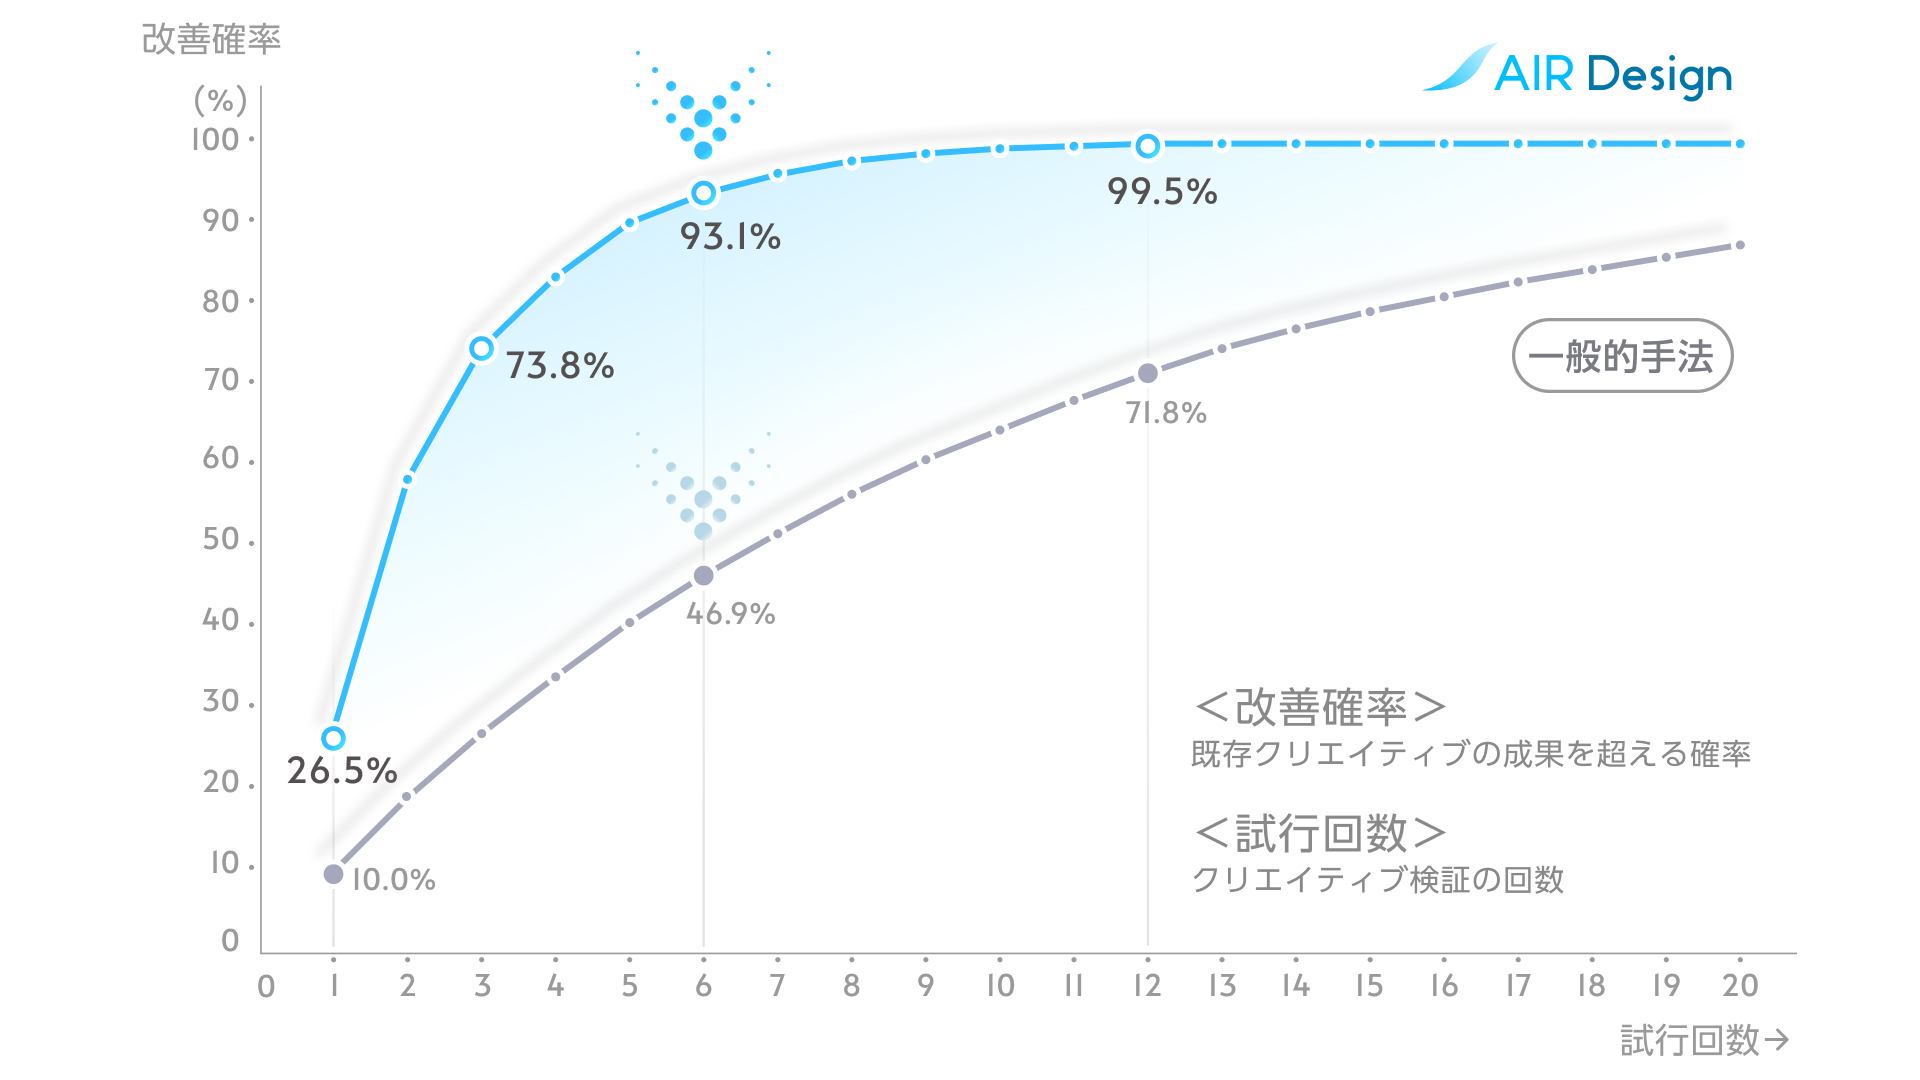 改善確率
(%)
AIR Design
100
90
80
70
60
50
40
30
20
10
0
99.5%
93.1%
73.8%
26.5%
一般的手法
71.8%
46.9%
10.0%
＜改善確率＞
既存クリエイティブの成果を超える確率
＜試行回数＞
クリエイティブ検証の回数
0 1 2 3 4 5 6 7 8 9 10 11 12 13 14 15 16 17 18 19 20
試行回数→